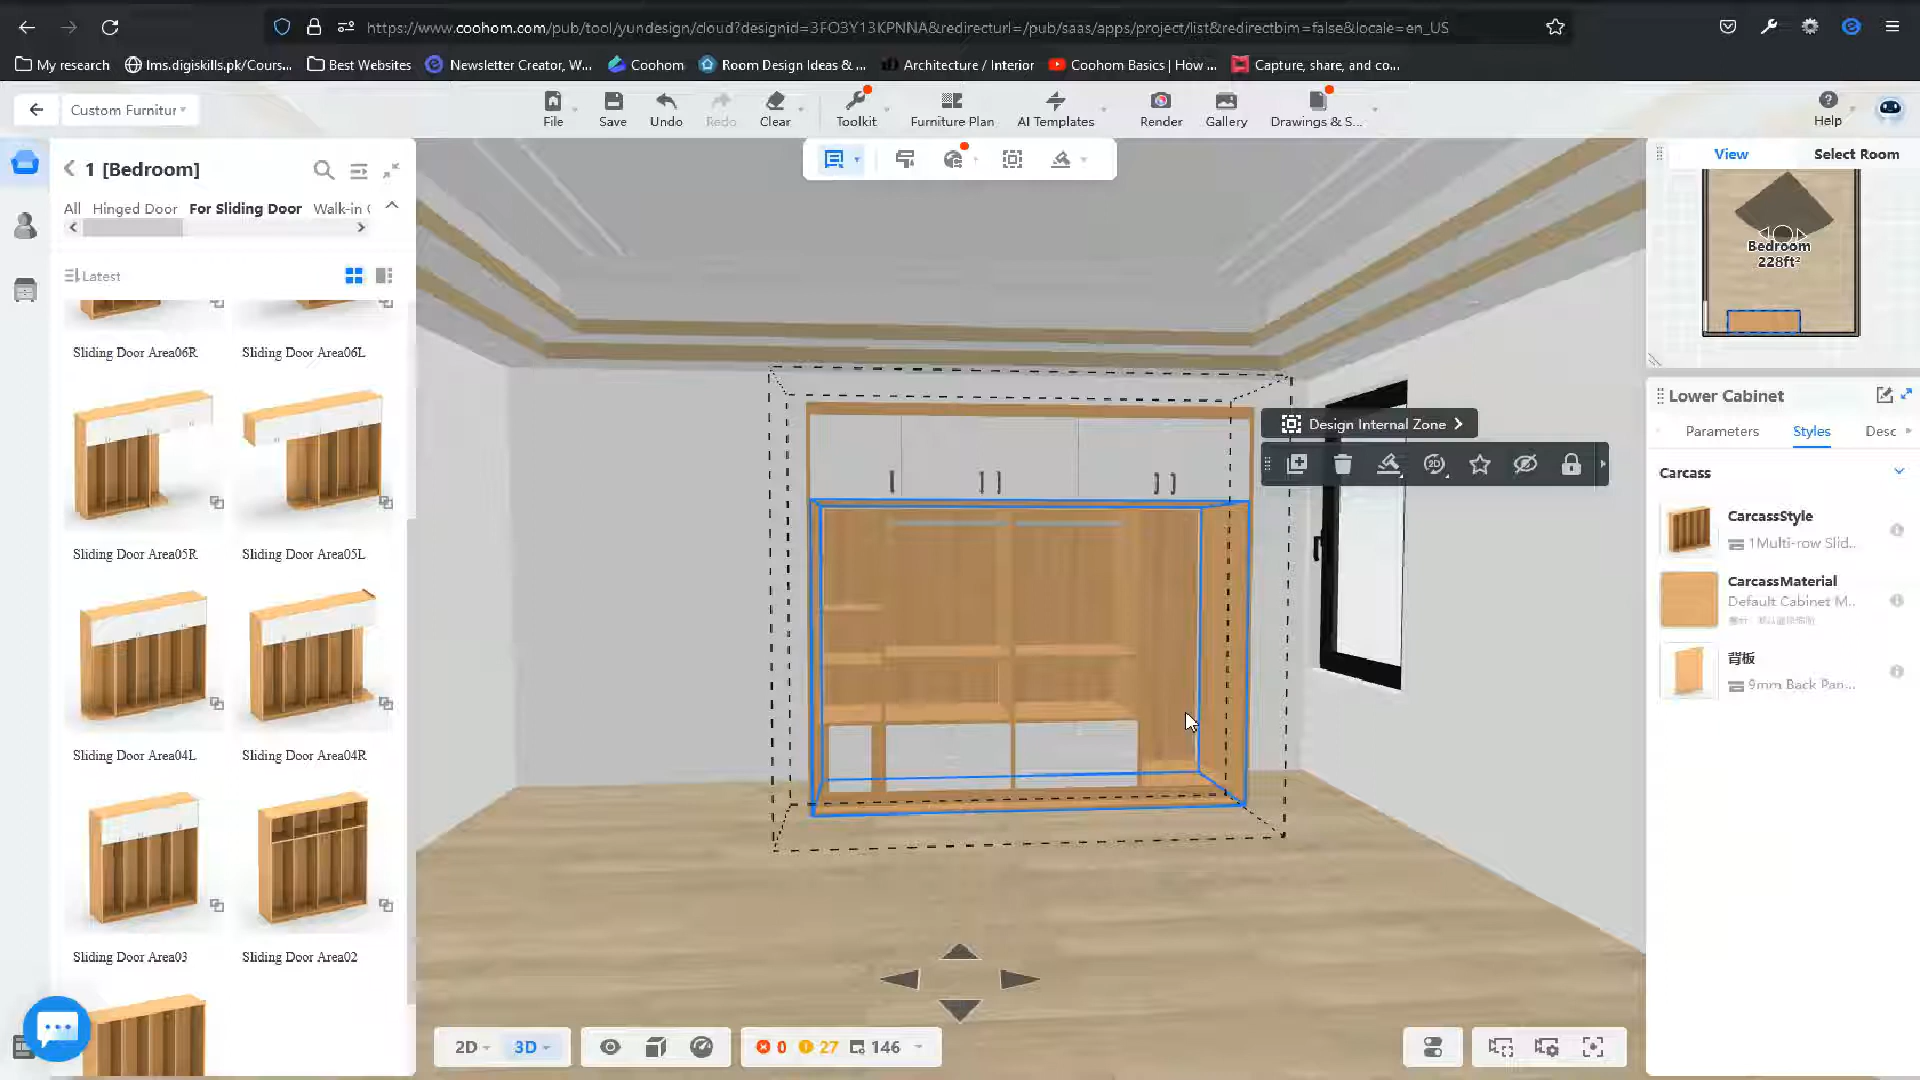 https://www.coohom.com/pub/tool/yundesign/cloud?designid=3FO3Y13KPNNA&redirecturl=/pub/saas/apps/project/list&redirectbim=false&locale=en_US
My research
lms.digiskills.pk/Cours...
Best Websites
Newsletter Creator, W...
Coohom
Room Design Ideas & ...
Architecture / Interior
Coohom Basics | How ...
Capture, share, and co...
Custom Furnitur
File
Save
Undo
Redo
Clear
Toolkit
Furniture Plan
AI Templates
Render
Gallery
Drawings & S...
Help
1 [Bedroom]
All
Hinged Door
For Sliding Door
Walk-in C
Latest
Sliding Door Area06R
Sliding Door Area06L
Sliding Door Area05R
Sliding Door Area05L
Sliding Door Area04L
Sliding Door Area04R
Sliding Door Area03
Sliding Door Area02
Design Internal Zone
2D
View
Select Room
Bedroom
228ft²
Lower Cabinet
Parameters
Styles
Desc
Carcass
CarcassStyle
1Multi-row Slid..
CarcassMaterial
Default Cabinet M..
背板
9mm Back Pan...
2D
3D
0
27
146